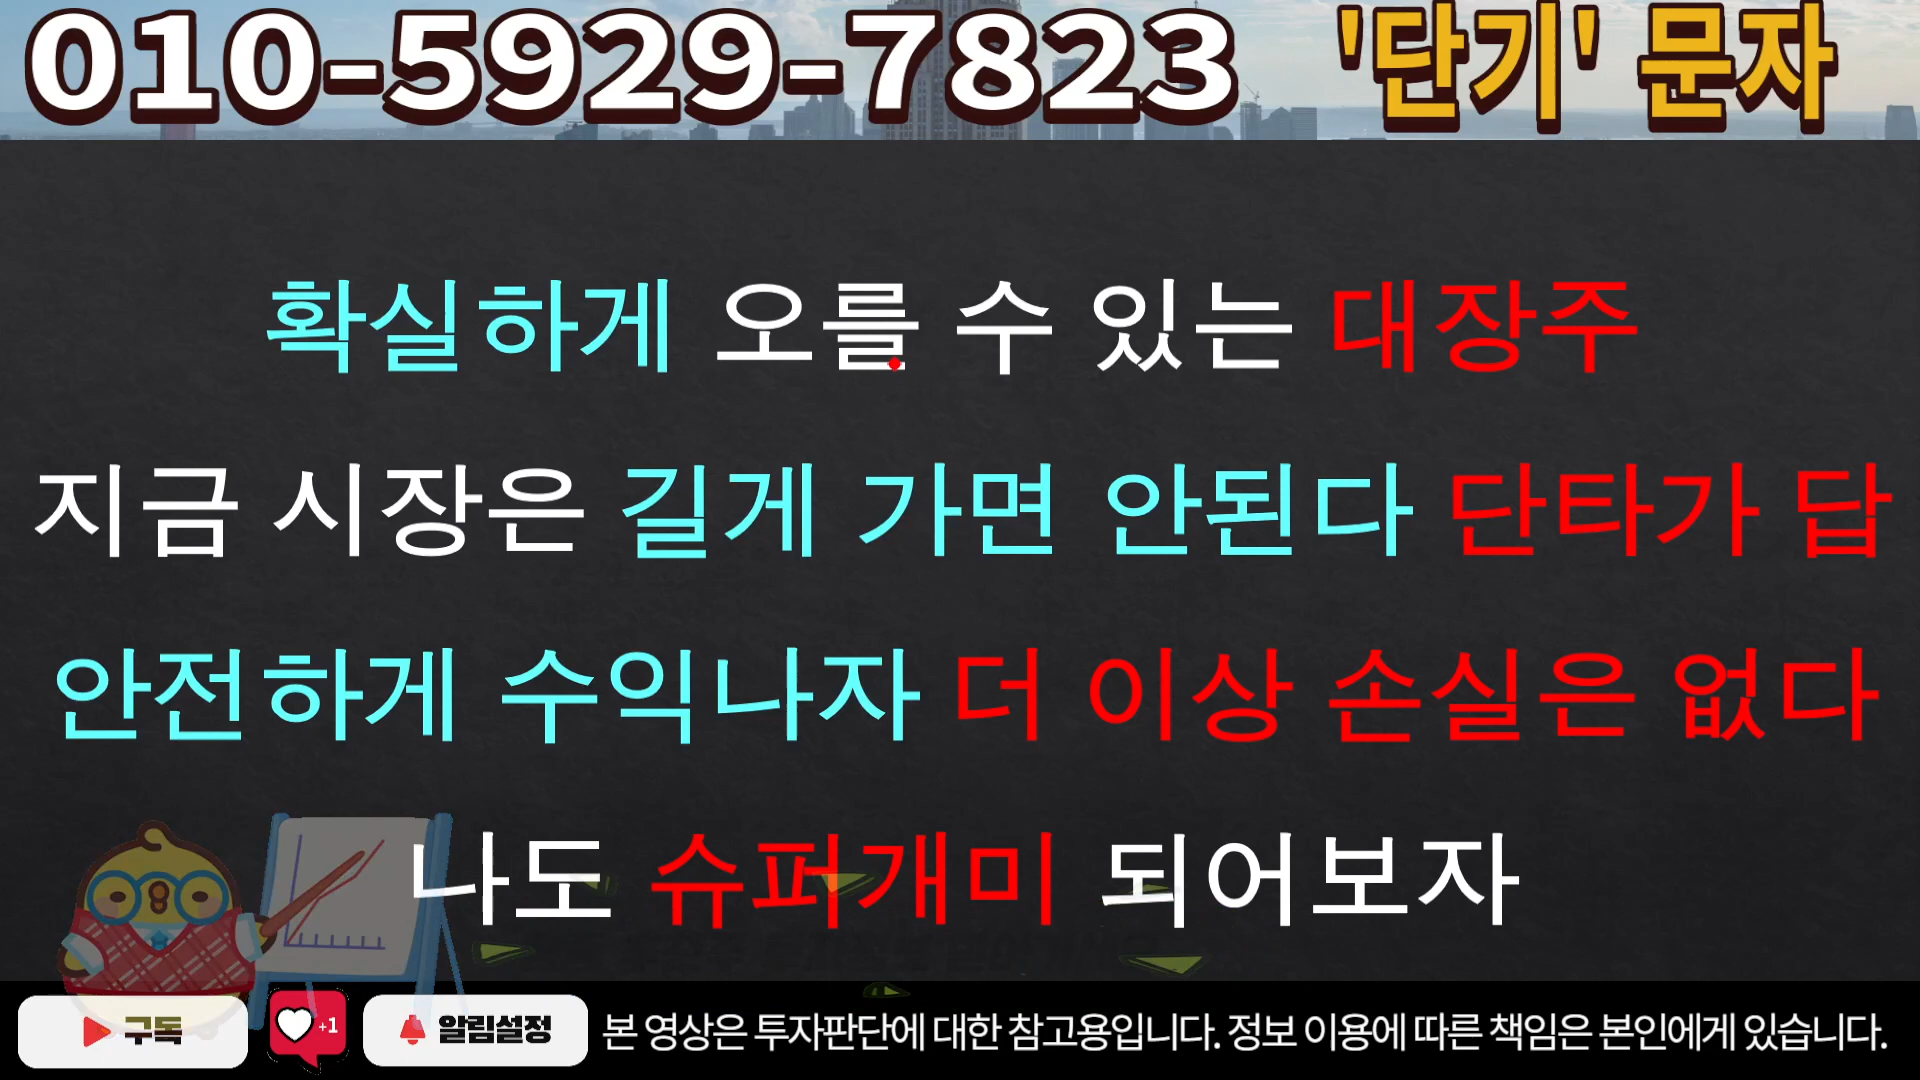 010-5929-7823 '단기' 문자
확실하게 오를 수 있는 대장주
지금 시장은 길게 가면 안된다 단타가 답
안전하게 수익나자 더 이상 손실은 없다
나도 슈퍼개미 되어보자
구독 +1 알림설정 본 영상은 투자판단에 대한 참고용입니다. 정보 이용에 따른 책임은 본인에게 있습니다.